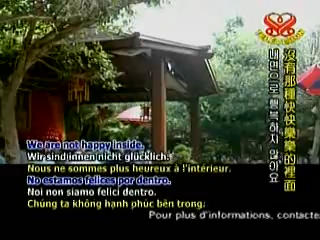 沒有那種快快樂樂的裡面
내면으로 행복하지 않아요
We are not happy inside.
Wir sind innen nicht glücklich.
Nous ne sommes plus heureux à l'intérieur.
No estamos felices por dentro.
Noi non siamo felici dentro.
Chúng ta không hạnh phúc bên trong.
Pour plus d'informations, contacte